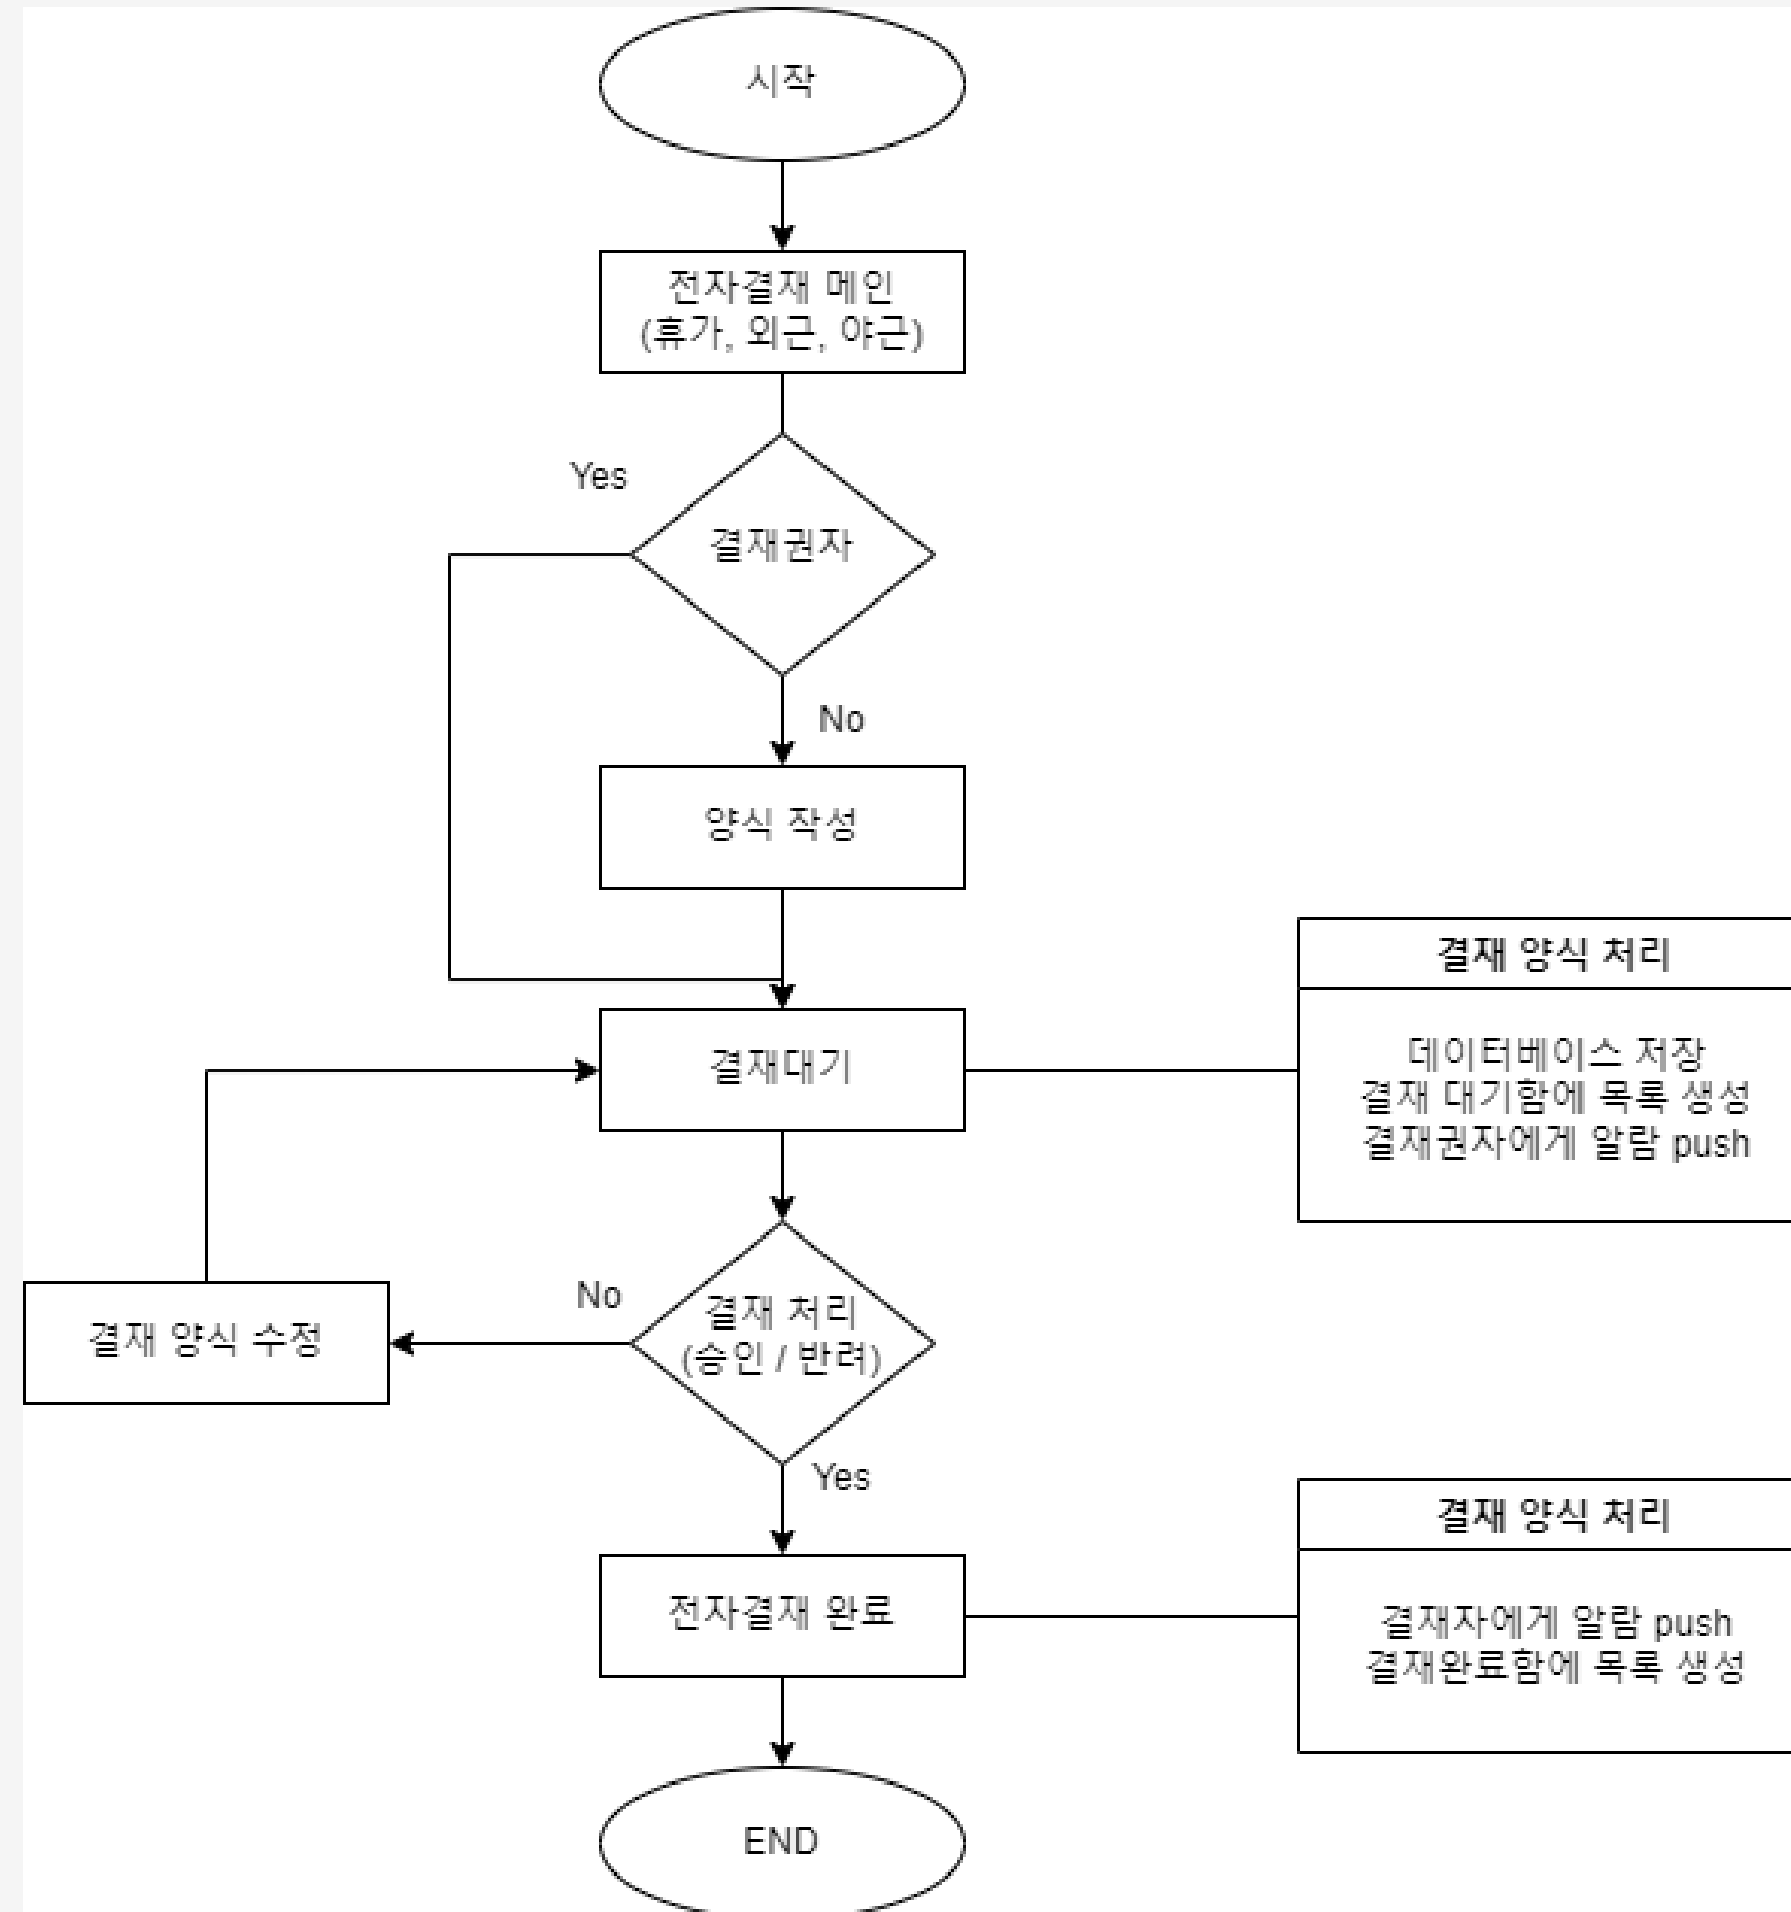 시작
전자결재 메인
(휴가, 외근, 야근)
Yes
결재권자
No
양식 작성
결재 양식 처리
데이터베이스 저장
결재 대기함에 목록 생성
결재권자에게 알람 push
결재대기
No
결재 처리
(승인 / 반려)
결재 양식 수정
Yes
결재 양식 처리
결재자에게 알람 push
결재완료함에 목록 생성
전자결재 완료
END